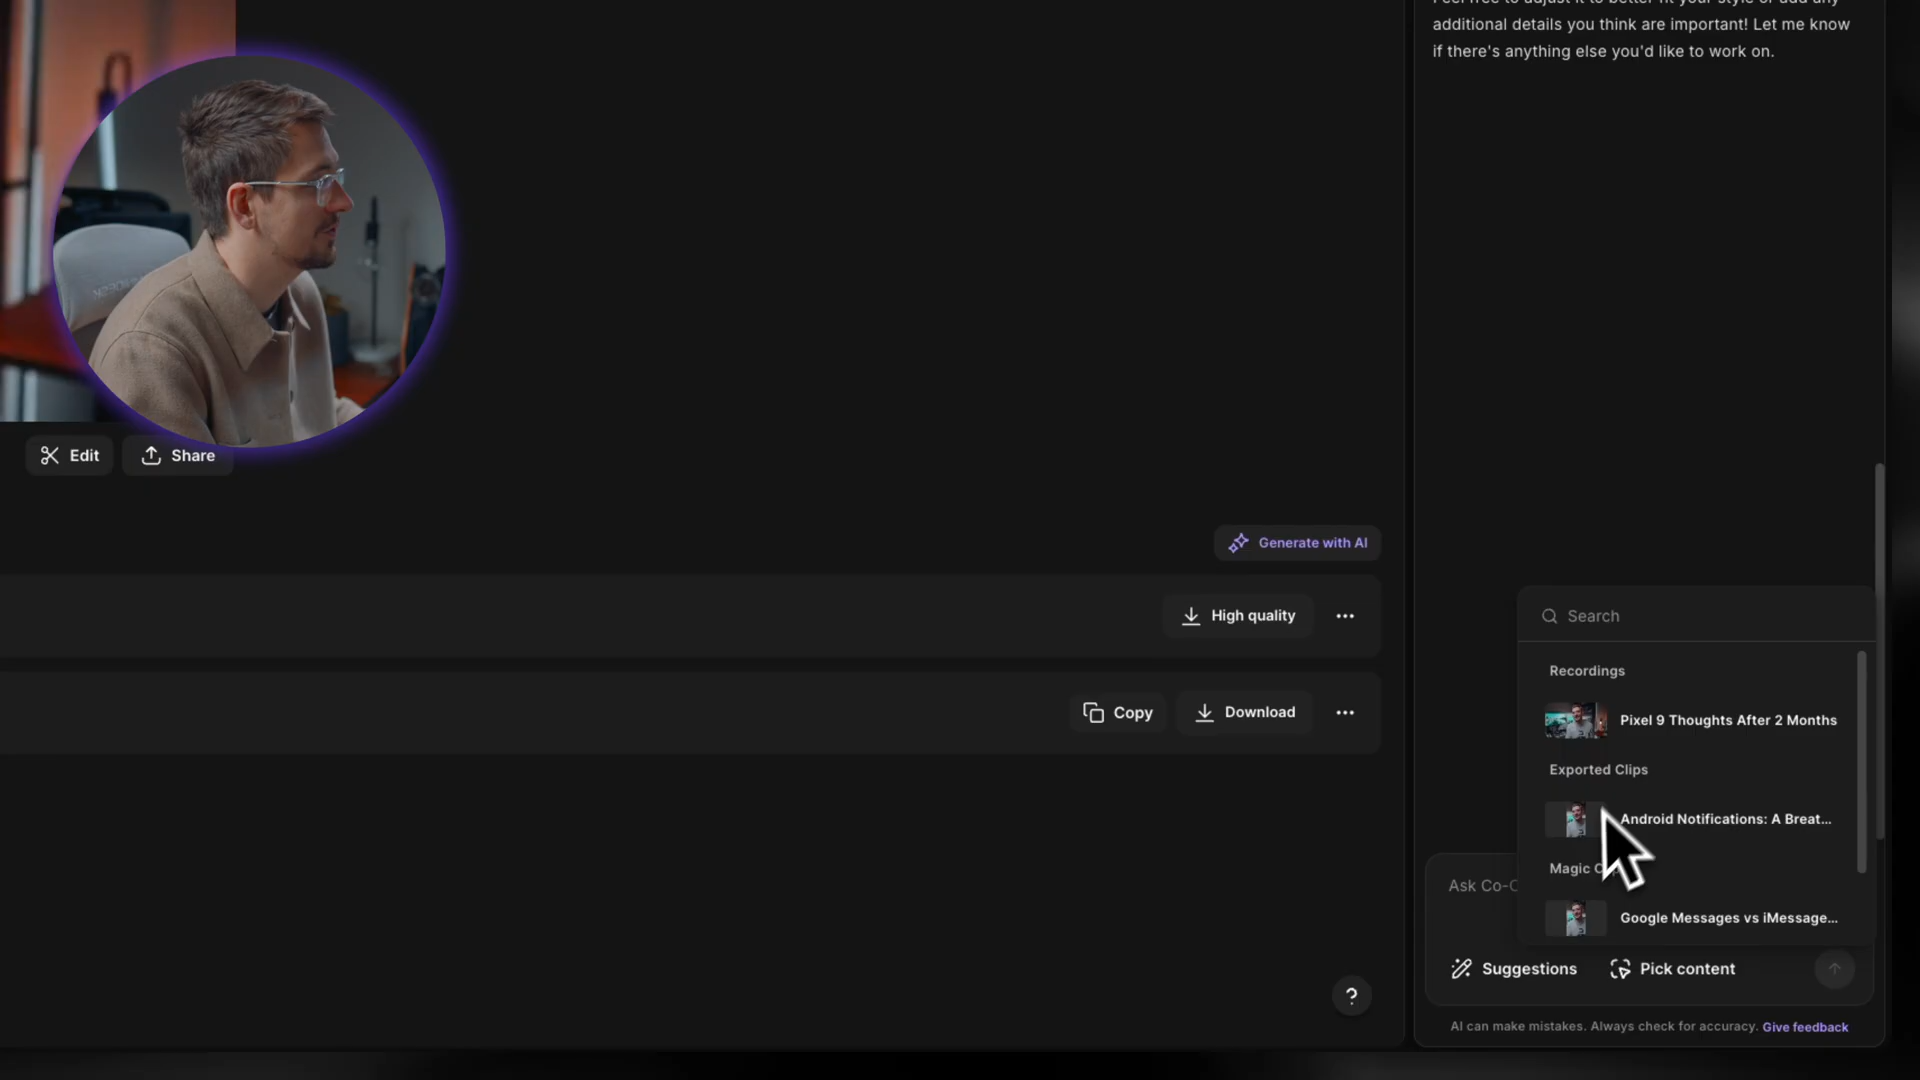 additional details you think are important! Let me know
if there's anything else you'd like to work on.
Edit
Share
Generate with AI
High quality
Copy
Download
Search
Recordings
Pixel 9 Thoughts After 2 Months
Exported Clips
Android Notifications: A Breat...
Magic
Google Messages vs iMessage...
Ask Co-C
Suggestions
Pick content
?
AI can make mistakes. Always check for accuracy. Give feedback